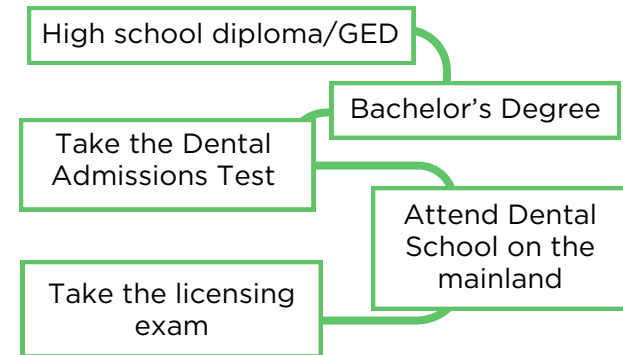 High school diploma/GED
Bachelor's Degree
Take the Dental
Admissions Test
Attend Dental
School on the
mainland
Take the licensing
exam